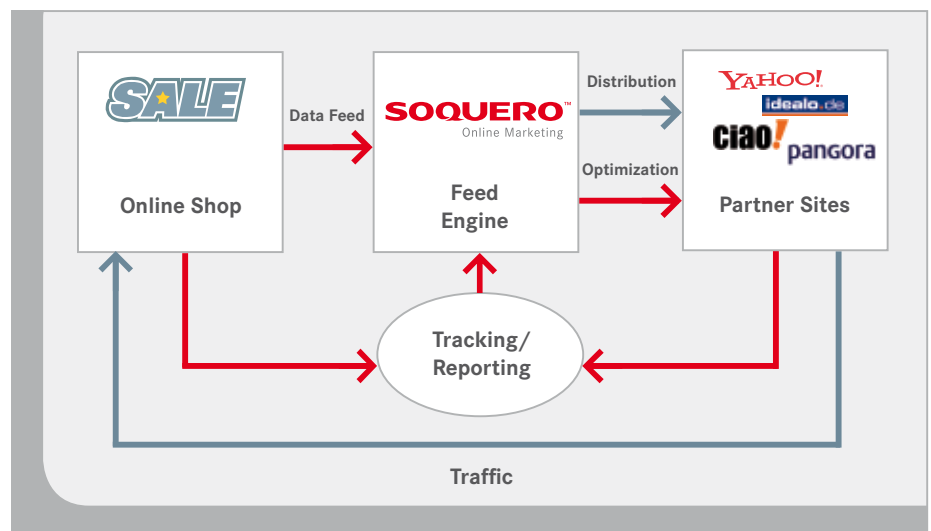 SALE
Online Shop
Data Feed
SOQUERO™
Online Marketing
Feed
Engine
Distribution
Optimization
YAHOO!
idealo.de
ciao!
pangora
Partner Sites
Tracking/
Reporting
Traffic